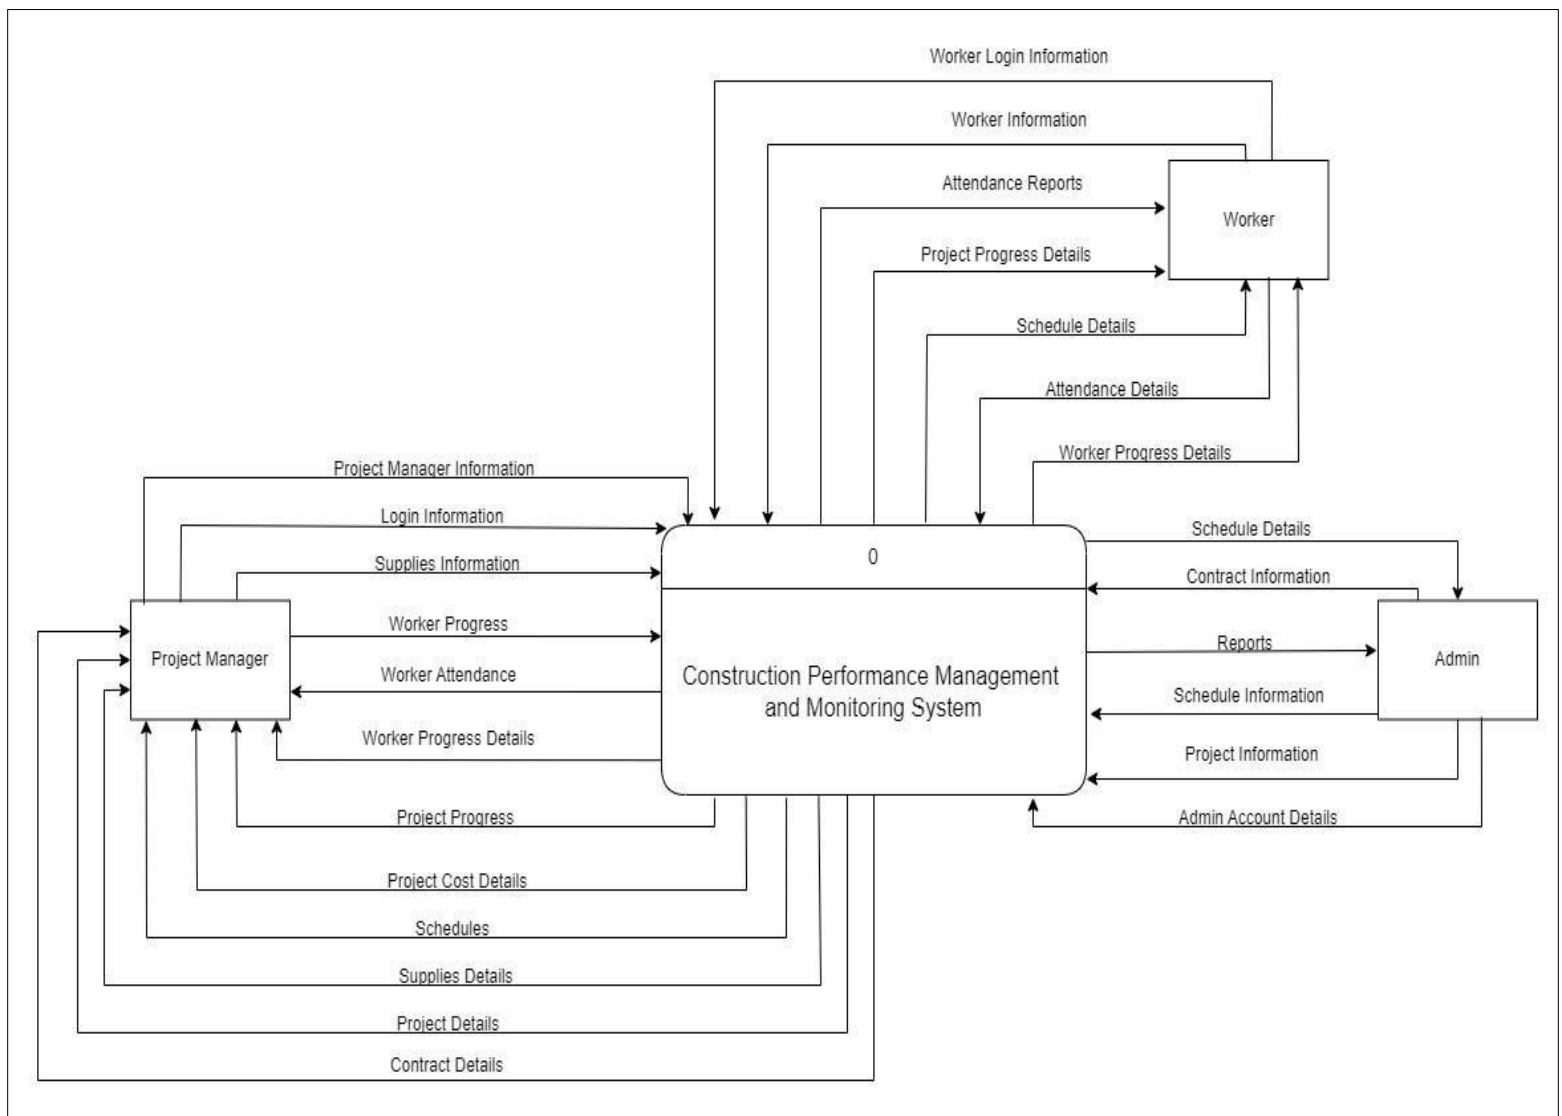 Worker Login Information
Worker Information
Attendance Reports
Worker
Project Progress Details
Schedule Details
Attendance Details
Worker Progress Details
Project Manager Information
Login Information
Supplies Information
Worker Progress
Project Manager
Worker Attendance
Worker Progress Details
0
Construction Performance Management
and Monitoring System
Schedule Details
Contract Information
Reports
Admin
Schedule Information
Project Information
Admin Account Details
Project Progress
Project Cost Details
Schedules
Supplies Details
Project Details
Contract Details